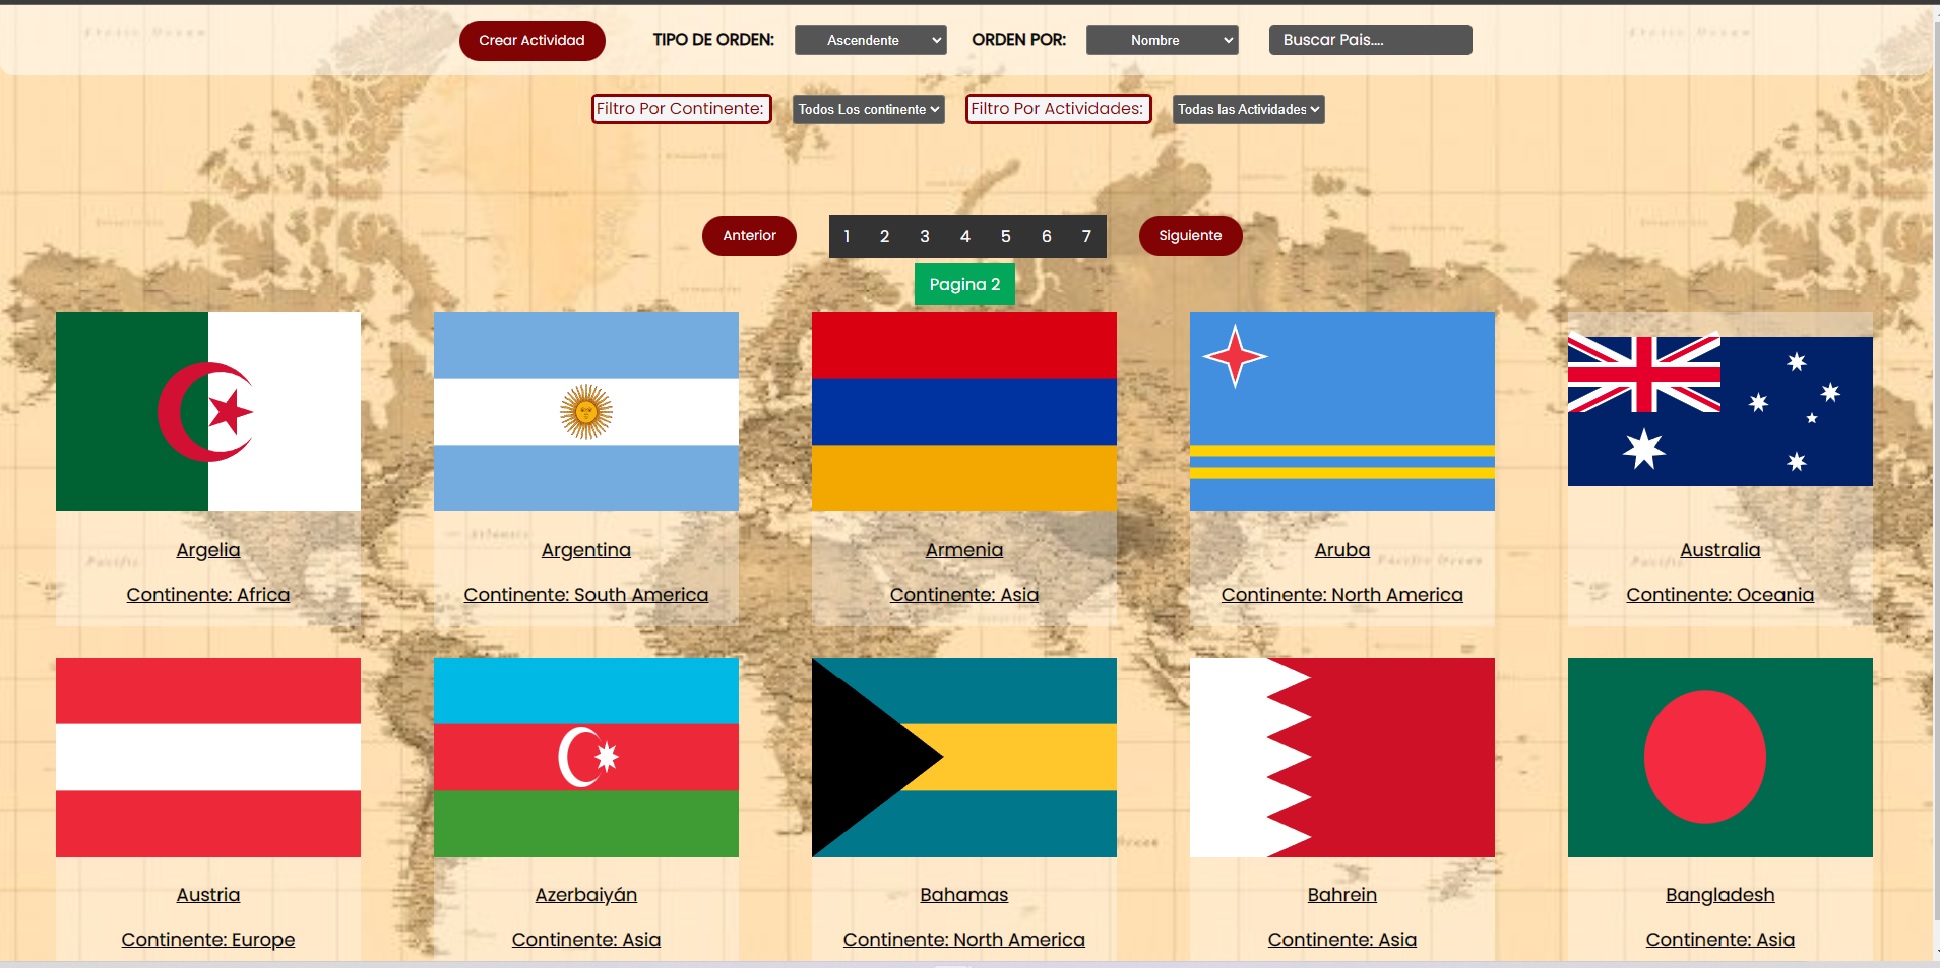 Crear Actividad TIPO DE ORDEN: Ascendente ORDEN POR: Nombre Buscar Pais....
Filtro Por Continente: Todos Los continente Filtro Por Actividades: Todas las Actividades
Anterior 1 2 3 4 5 6 7 Siguiente
Pagina 2
Argelia Argentina Armenia Aruba Australia
Continente: Africa Continente: South America Continente: Asia Continente: North America Continente: Oceania
Austria Azerbaiyán Bahamas Bahrein Bangladesh
Continente: Europe Continente: Asia Continente: North America Continente: Asia Continente: Asia